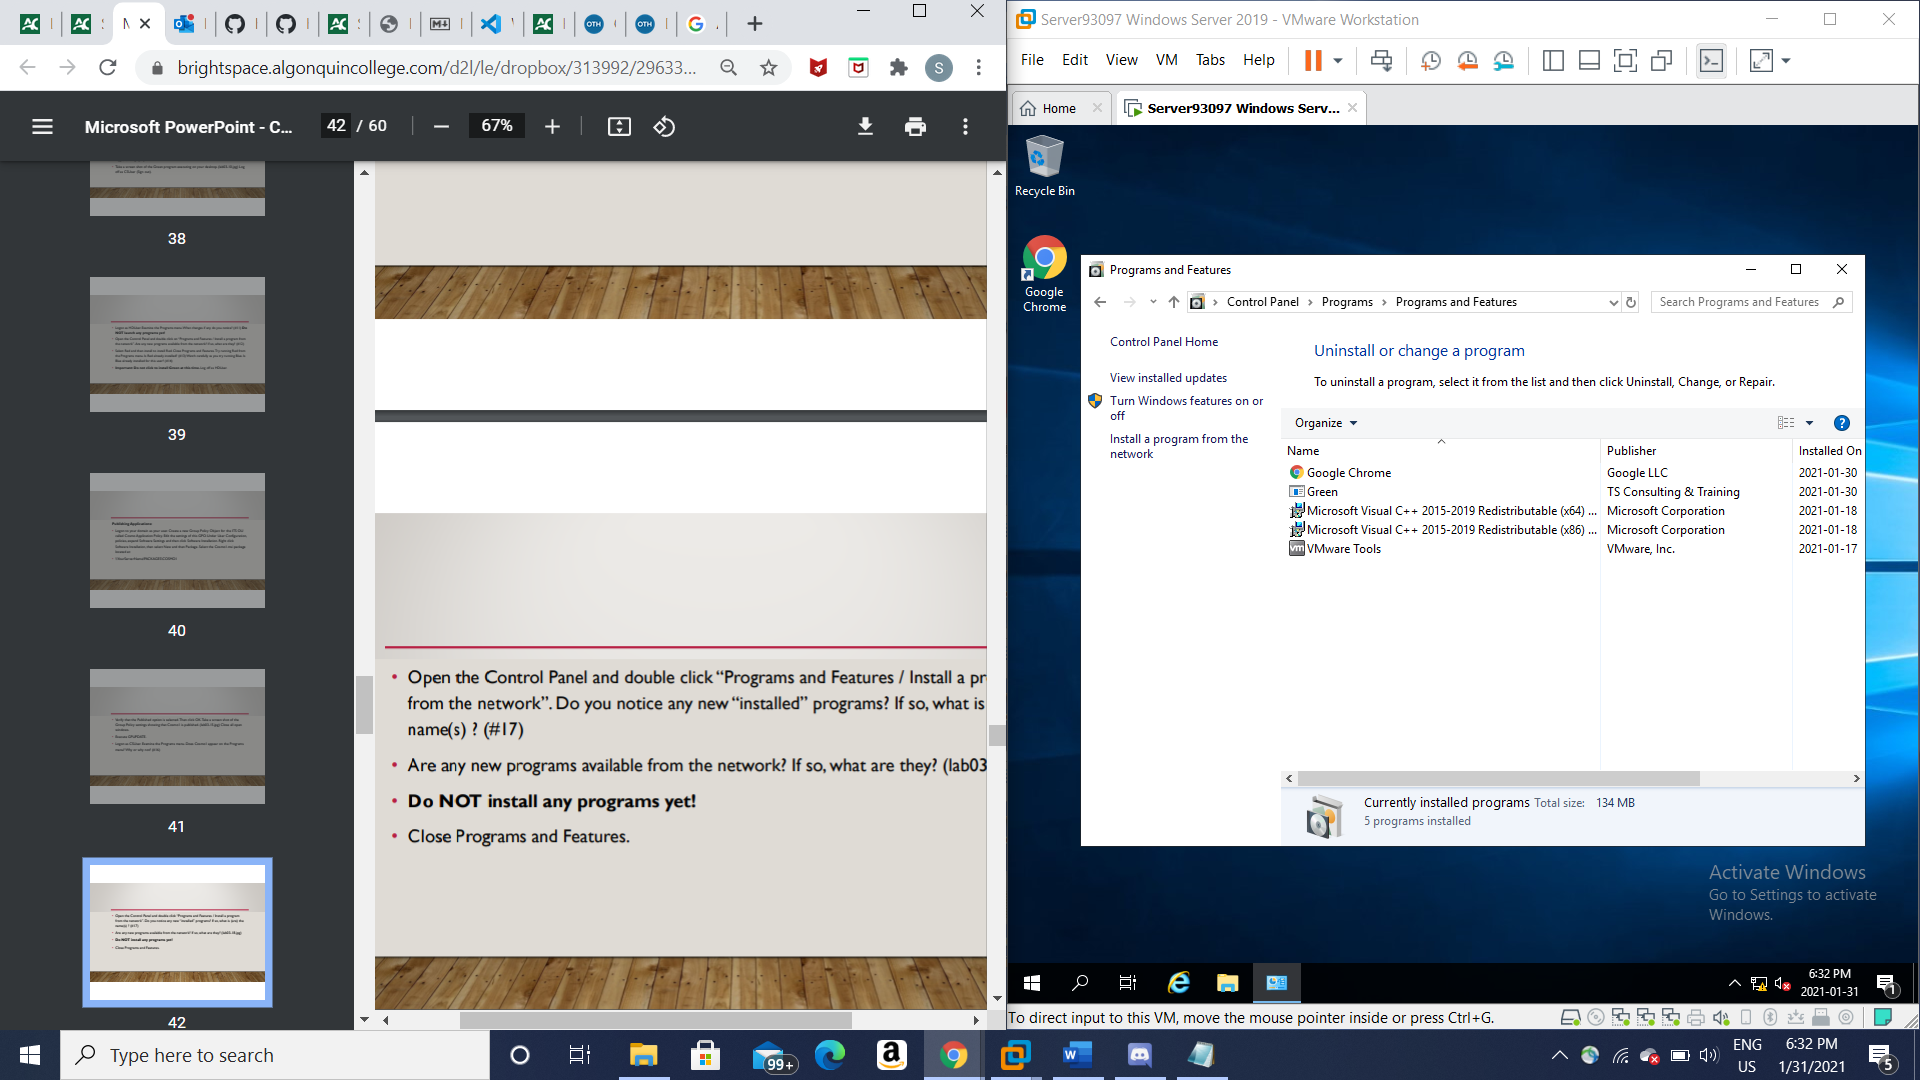 brightspace.algonquincollege.com/d2l/le/dropbox/313992/29633...
S
Microsoft PowerPoint - C...
42 / 60
67%
38
39
40
41
42
Open the Control Panel and double click “Programs and Features / Install a pr
from the network”. Do you notice any new “installed” programs? If so, what is
name(s) ? (#17)
Are any new programs available from the network? If so, what are they? (lab03
Do NOT install any programs yet!
Close Programs and Features.
Server93097 Windows Server 2019 - VMware Workstation
File Edit View VM Tabs Help
Home
Server93097 Windows Serv...
Recycle Bin
Google
Chrome
Programs and Features
Control Panel > Programs > Programs and Features
Search Programs and Features
Control Panel Home
View installed updates
Turn Windows features on or
off
Install a program from the
network
Uninstall or change a program
To uninstall a program, select it from the list and then click Uninstall, Change, or Repair.
Organize
Name Publisher Installed On
Google Chrome Google LLC 2021-01-30
Green TS Consulting & Training 2021-01-30
Microsoft Visual C++ 2015-2019 Redistributable (x64) ... Microsoft Corporation 2021-01-18
Microsoft Visual C++ 2015-2019 Redistributable (x86) ... Microsoft Corporation 2021-01-18
VMware Tools VMware, Inc. 2021-01-17
Currently installed programs Total size: 134 MB
5 programs installed
Activate Windows
Go to Settings to activate
Windows.
6:32 PM
2021-01-31
1
To direct input to this VM, move the mouse pointer inside or press Ctrl+G.
Type here to search
99+
ENG
US
6:32 PM
1/31/2021
5